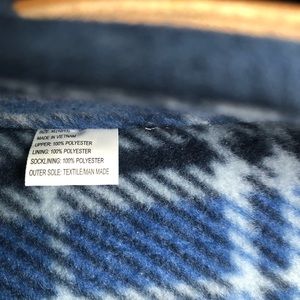 MADE IN VIETNAM
UPPER: 100% POLYESTER
LINING: 100% POLYESTER
SOCKLINING: 100% POLYESTER
OUTER SOLE: TEXTILE/MAN MADE